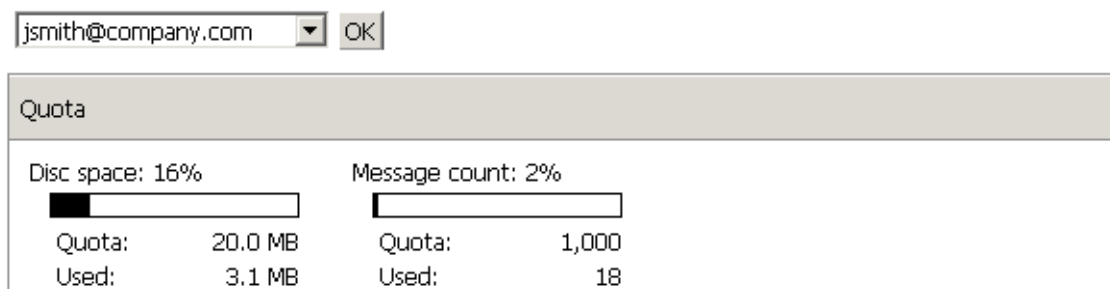 jsmith@company.com OK
Quota
Disc space: 16% Message count: 2%
Quota: 20.0 MB Quota: 1,000
Used: 3.1 MB Used: 18